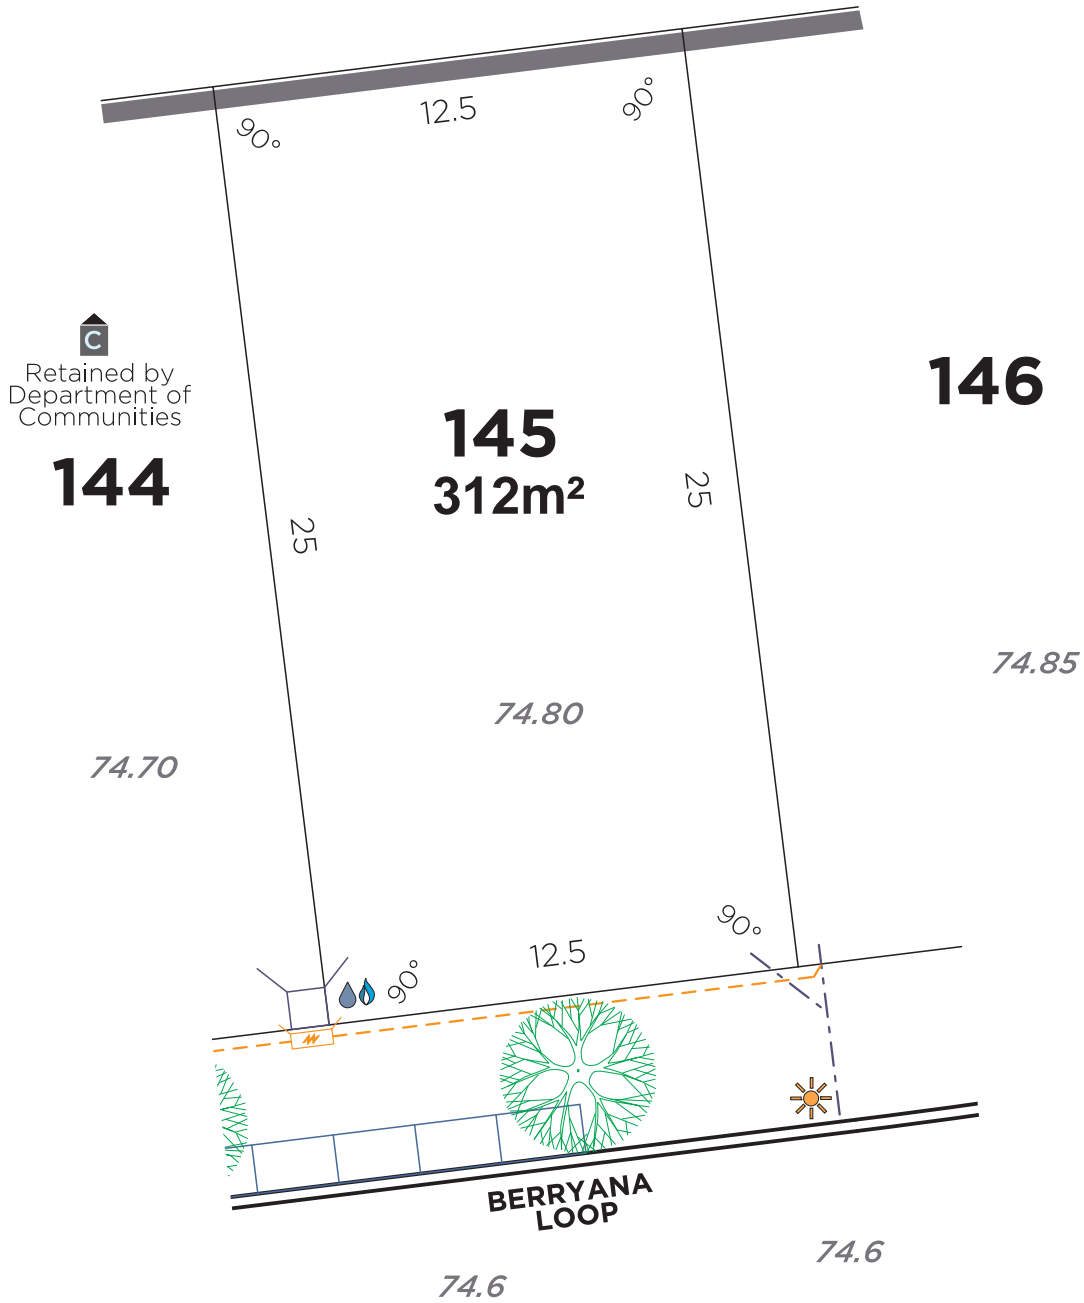 12.5
90°
90°
C
Retained by
Department of
Communities
144
145
312m²
146
25
25
74.85
74.80
74.70
90°
12.5
90°
BERRYANA
LOOP
74.6
74.6